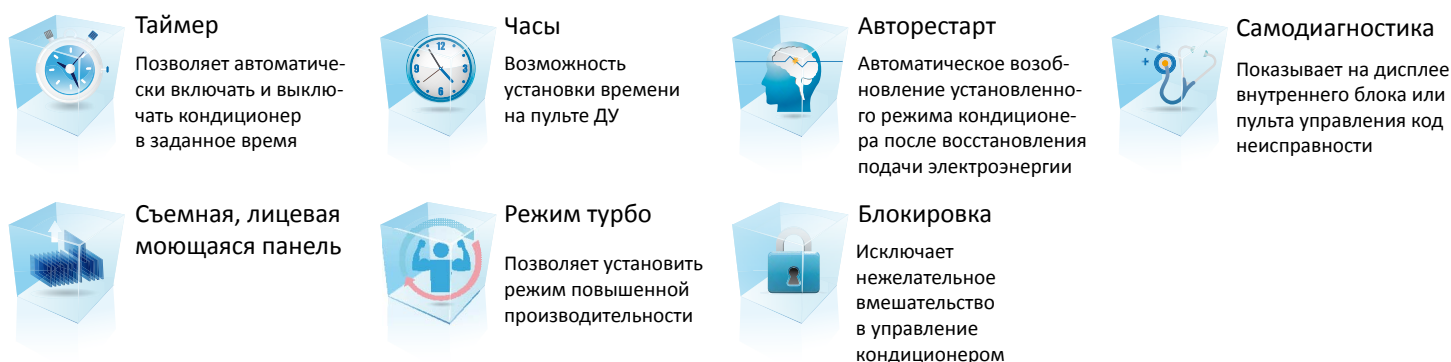 Таймер
Позволяет автоматиче-
ски включать и выклю-
чать кондиционер
в заданное время
Часы
Возможность
установки времени
на пульте ДУ
Авторестарт
Автоматическое возоб-
новление установленно-
го режима кондиционе-
ра после восстановления
подачи электроэнергии
Самодиагностика
Показывает на дисплее
внутреннего блока или
пульта управления код
неисправности
Съемная, лицевая
моющаяся панель
Режим турбо
Позволяет установить
режим повышенной
производительности
Блокировка
Исключает
нежелательное
вмешательство
в управление
кондиционером